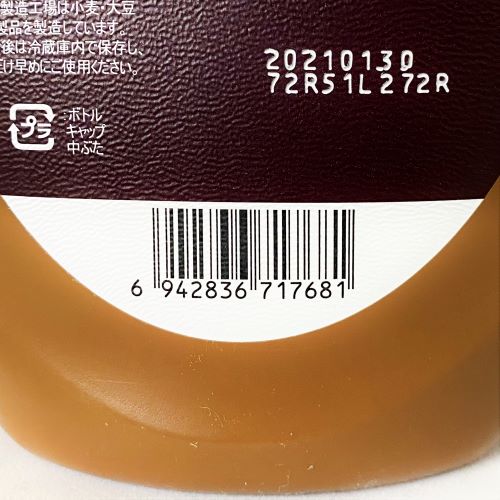 製造工場は小麦・大豆
製品を製造しています。
後は冷蔵庫内で保存し、
だけ早めにご使用ください。
20210130
72R51L272R
プラ
:ボトル
キャップ
中ぶた
6 942836 717681